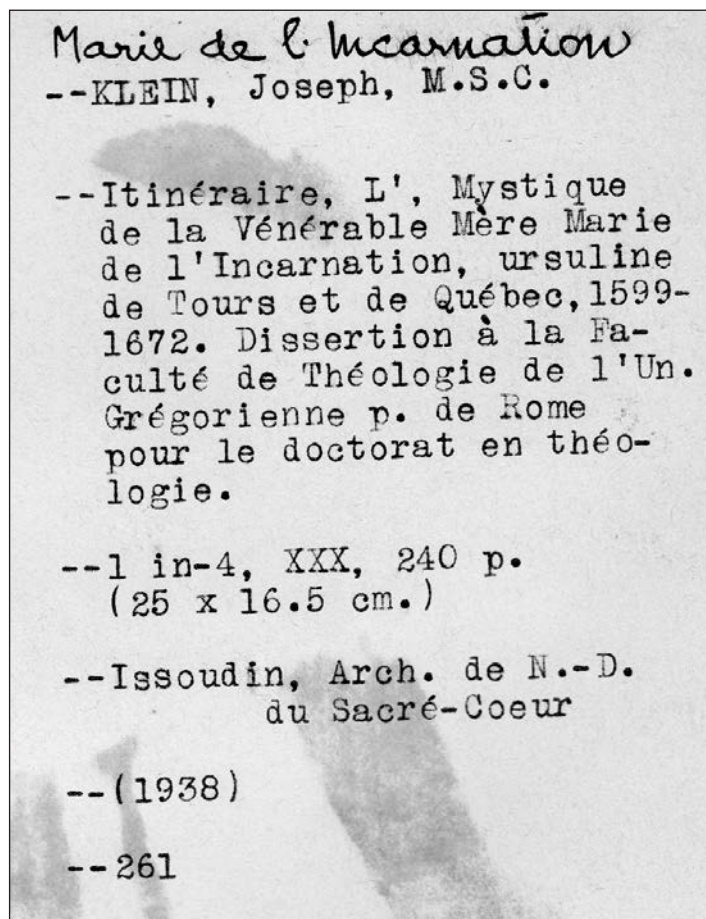 Marie de l'Incarnation
--KLEIN, Joseph, M.S.C.
--Itinéraire, L', Mystique
de la Vénérable Mère Marie
de l'Incarnation, ursuline
de Tours et de Québec,1599-
1672. Dissertion à la Fa-
culté de Théologie de l'Un.
Grégorienne p. de Rome
pour le doctorat en théo-
logie.
--1 in-4, XXX, 240 p.
(25 x 16.5 cm.)
--Issoudin, Arch. de N.-D.
du Sacré-Coeur
--(1938)
--261